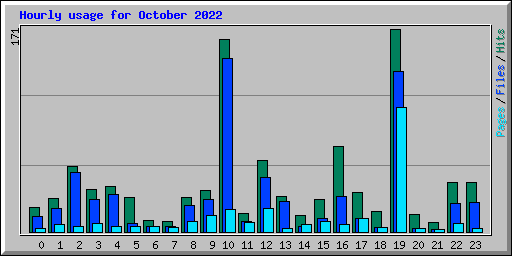 Hourly usage for October 2022
171
Pages / Files / Hits
0 1 2 3 4 5 6 7 8 9 10 11 12 13 14 15 16 17 18 19 20 21 22 23